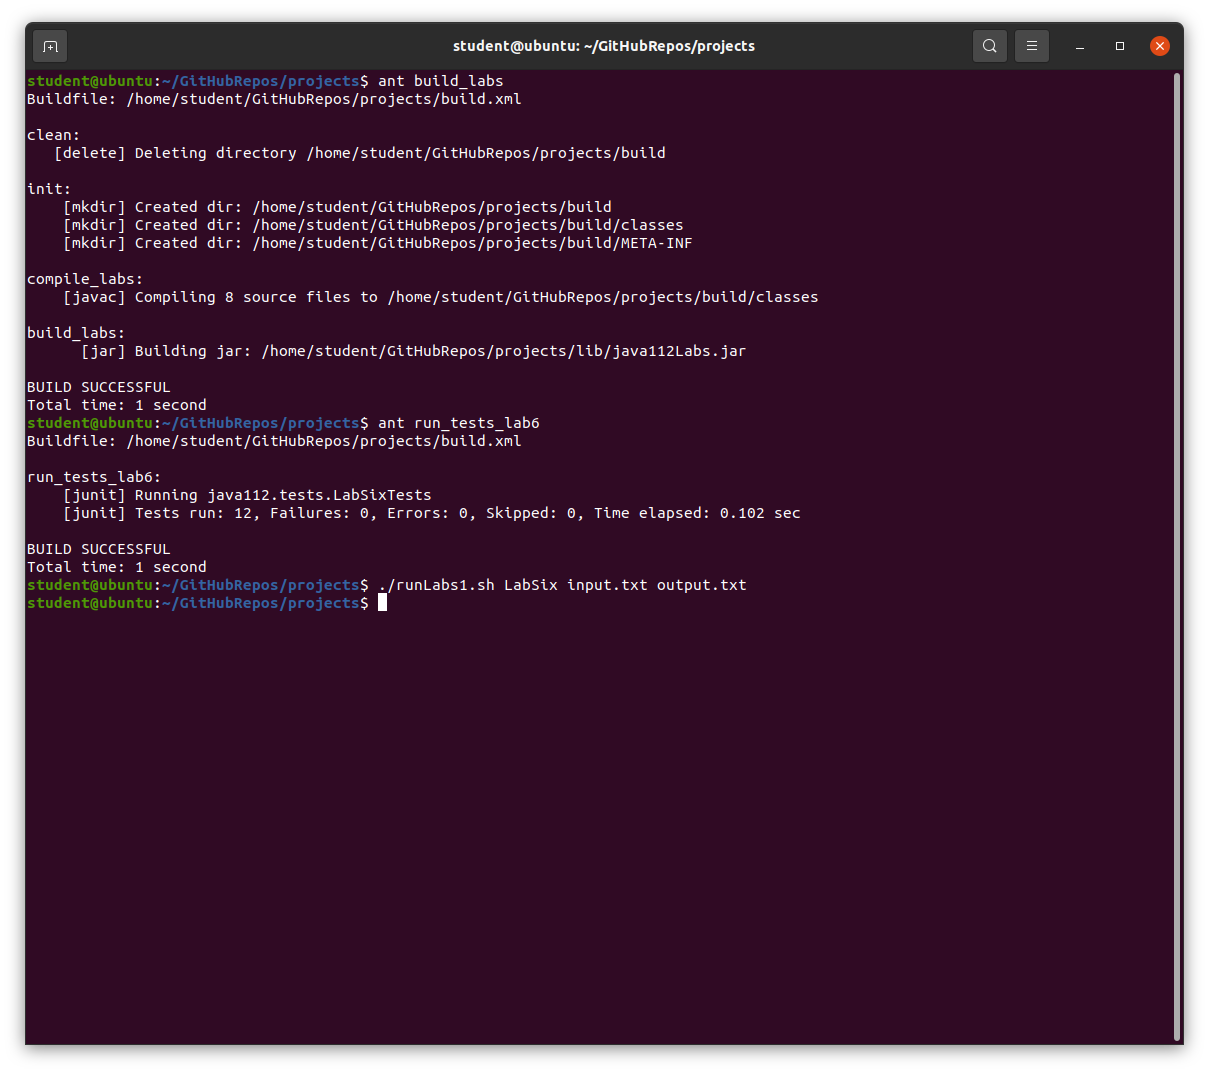 student@ubuntu: ~/GitHubRepos/projects
student@ubuntu:~/GitHubRepos/projects$ ant build_labs
Buildfile: /home/student/GitHubRepos/projects/build.xml

clean:
   [delete] Deleting directory /home/student/GitHubRepos/projects/build

init:
    [mkdir] Created dir: /home/student/GitHubRepos/projects/build
    [mkdir] Created dir: /home/student/GitHubRepos/projects/build/classes
    [mkdir] Created dir: /home/student/GitHubRepos/projects/build/META-INF

compile_labs:
    [javac] Compiling 8 source files to /home/student/GitHubRepos/projects/build/classes

build_labs:
      [jar] Building jar: /home/student/GitHubRepos/projects/lib/java112Labs.jar

BUILD SUCCESSFUL
Total time: 1 second
student@ubuntu:~/GitHubRepos/projects$ ant run_tests_lab6
Buildfile: /home/student/GitHubRepos/projects/build.xml

run_tests_lab6:
    [junit] Running java112.tests.LabSixTests
    [junit] Tests run: 12, Failures: 0, Errors: 0, Skipped: 0, Time elapsed: 0.102 sec

BUILD SUCCESSFUL
Total time: 1 second
student@ubuntu:~/GitHubRepos/projects$ ./runLabs1.sh LabSix input.txt output.txt
student@ubuntu:~/GitHubRepos/projects$